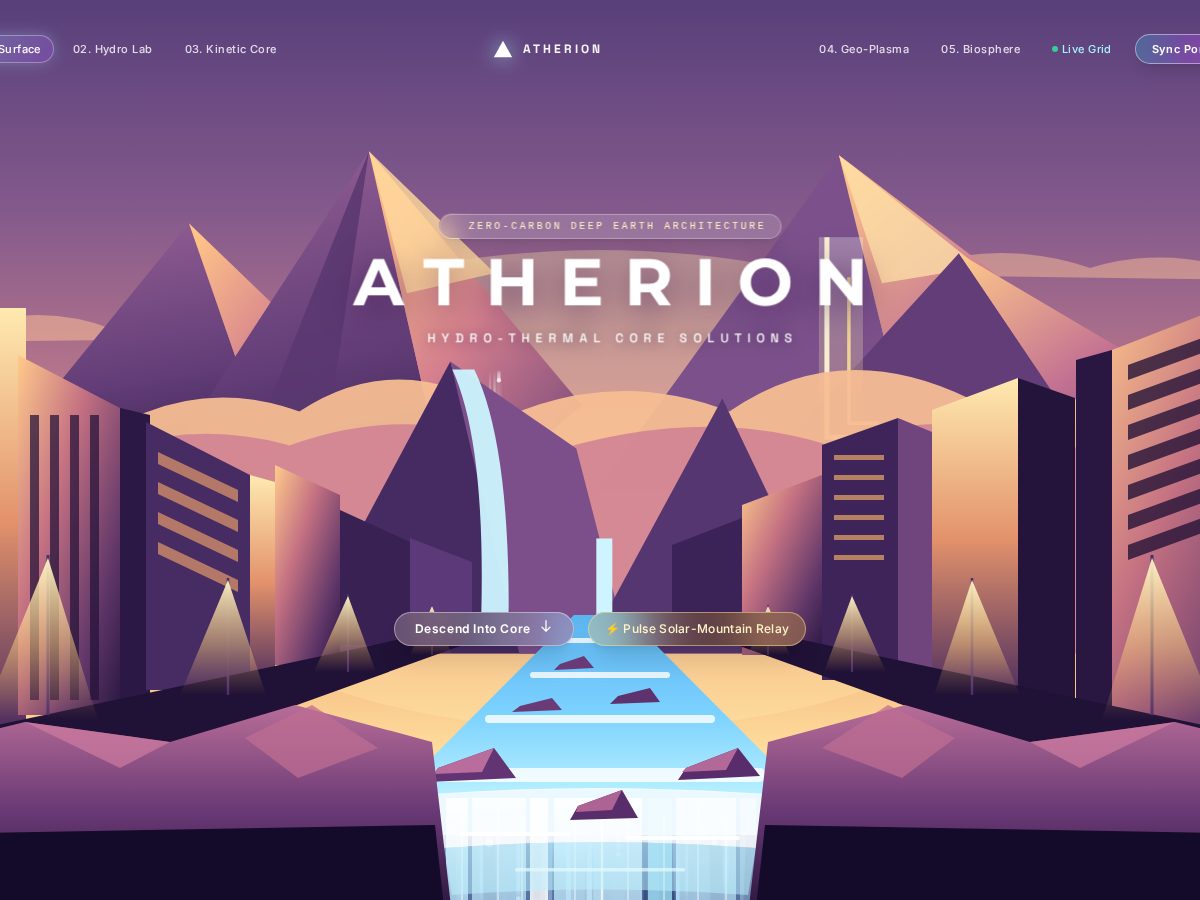 Surface
02. Hydro Lab
03. Kinetic Core
ATHERION
04. Geo-Plasma
05. Biosphere
Live Grid
Sync
ZERO-CARBON DEEP EARTH ARCHITECTURE
ATHERION
HYDRO-THERMAL CORE SOLUTIONS
Descend Into Core ↓
⚡ Pulse Solar-Mountain Relay